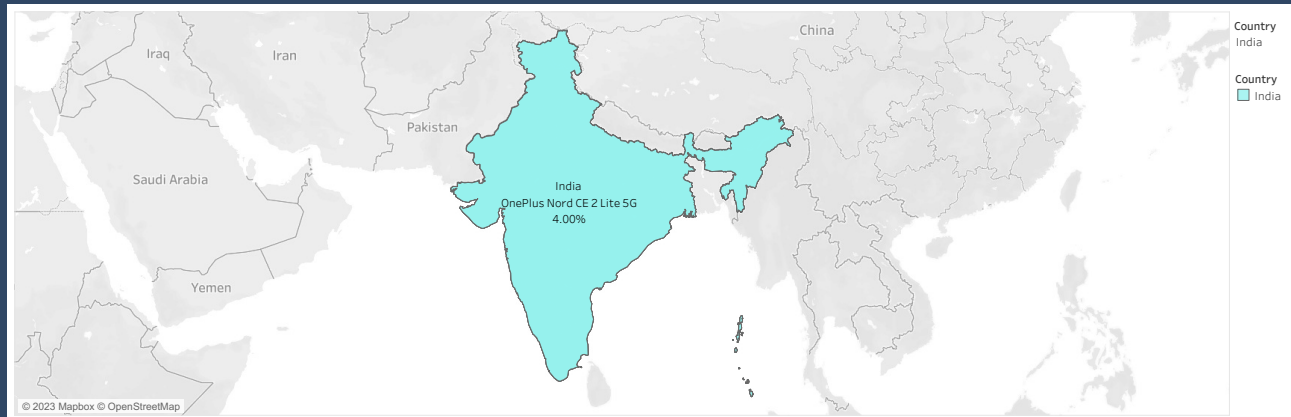 Iraq
Iran
China
Pakistan
Saudi Arabia
Yemen
India
OnePlus Nord CE 2 Lite 5G
4.00%
© 2023 Mapbox © OpenStreetMap
Country
India
Country
India